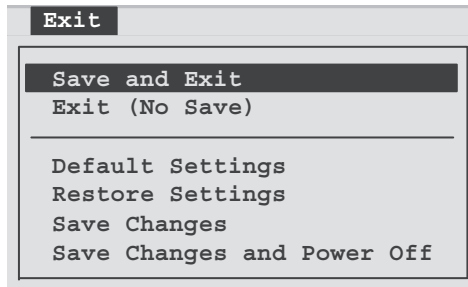 Exit
Save and Exit
Exit (No Save)
Default Settings
Restore Settings
Save Changes
Save Changes and Power Off